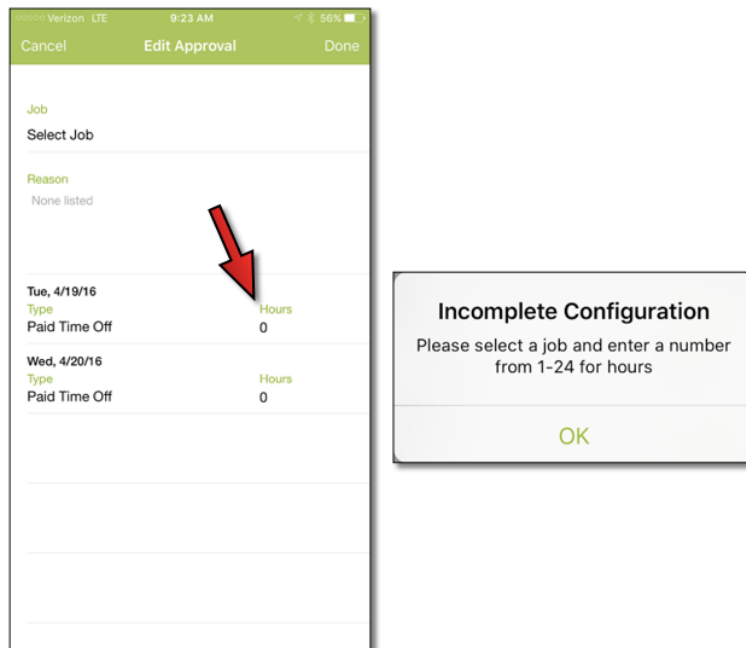 Verizon LTE 9:23 AM 56%
Cancel Edit Approval Done
Job
Select Job
Reason
None listed
Tue, 4/19/16
Type Hours
Paid Time Off 0
Wed, 4/20/16
Type Hours
Paid Time Off 0
Incomplete Configuration
Please select a job and enter a number
from 1-24 for hours
OK